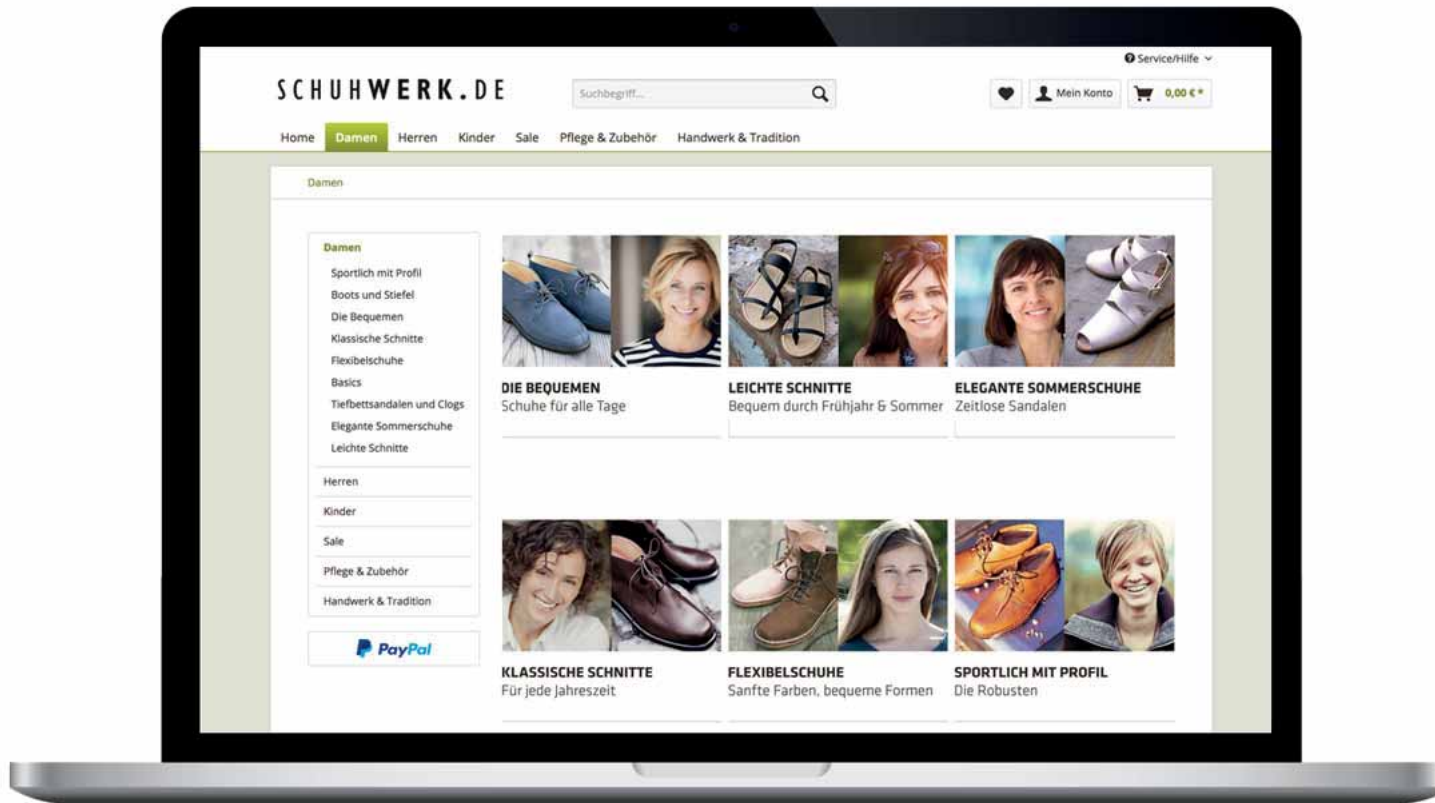 Service/Hilfe
SCHUHWERK.DE
Suchbegriff...
Mein Konto
0,00 € *
Home Damen Herren Kinder Sale Pflege & Zubehör Handwerk & Tradition
Damen
Damen
Sportlich mit Profil
Boots und Stiefel
Die Bequemen
Klassische Schnitte
Flexibelschuhe
Basics
Tiefbettsandalen und Clogs
Elegante Sommerschuhe
Leichte Schnitte
Herren
Kinder
Sale
Pflege & Zubehör
Handwerk & Tradition
PayPal
DIE BEQUEMEN
Schuhe für alle Tage
LEICHTE SCHNITTE
Bequem durch Frühjahr & Sommer
ELEGANTE SOMMERSCHUHE
Zeitlose Sandalen
KLASSISCHE SCHNITTE
Für jede Jahreszeit
FLEXIBELSCHUHE
Sanfte Farben, bequeme Formen
SPORTLICH MIT PROFIL
Die Robusten